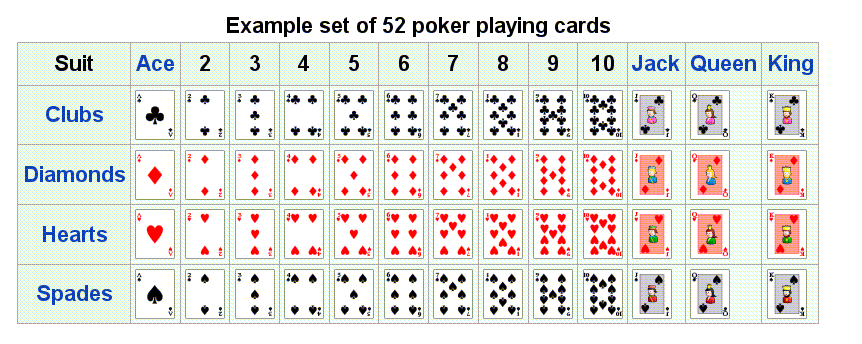 Example set of 52 poker playing cards
Suit Ace 2 3 4 5 6 7 8 9 10 Jack Queen King
Clubs
Diamonds
Hearts
Spades